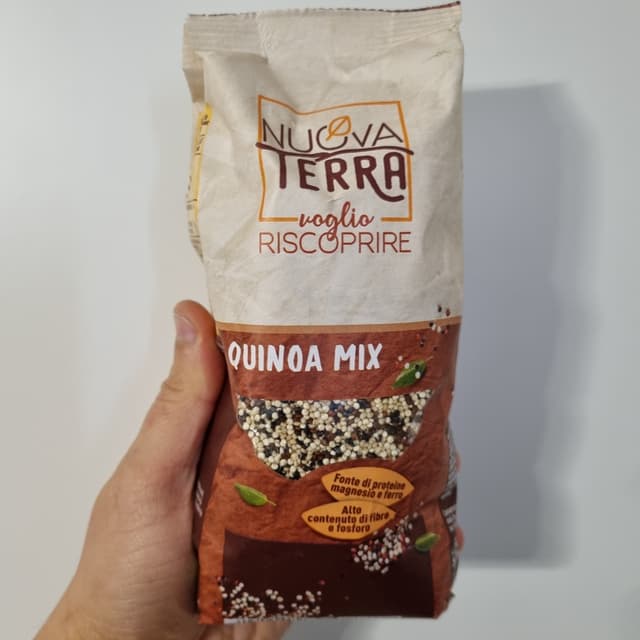 NUOVA
TERRA
voglio
RISCOPRIRE
QUINOA MIX
Fonte di proteine
magnesio e ferro
Alto
contenuto di fibre
e fosforo